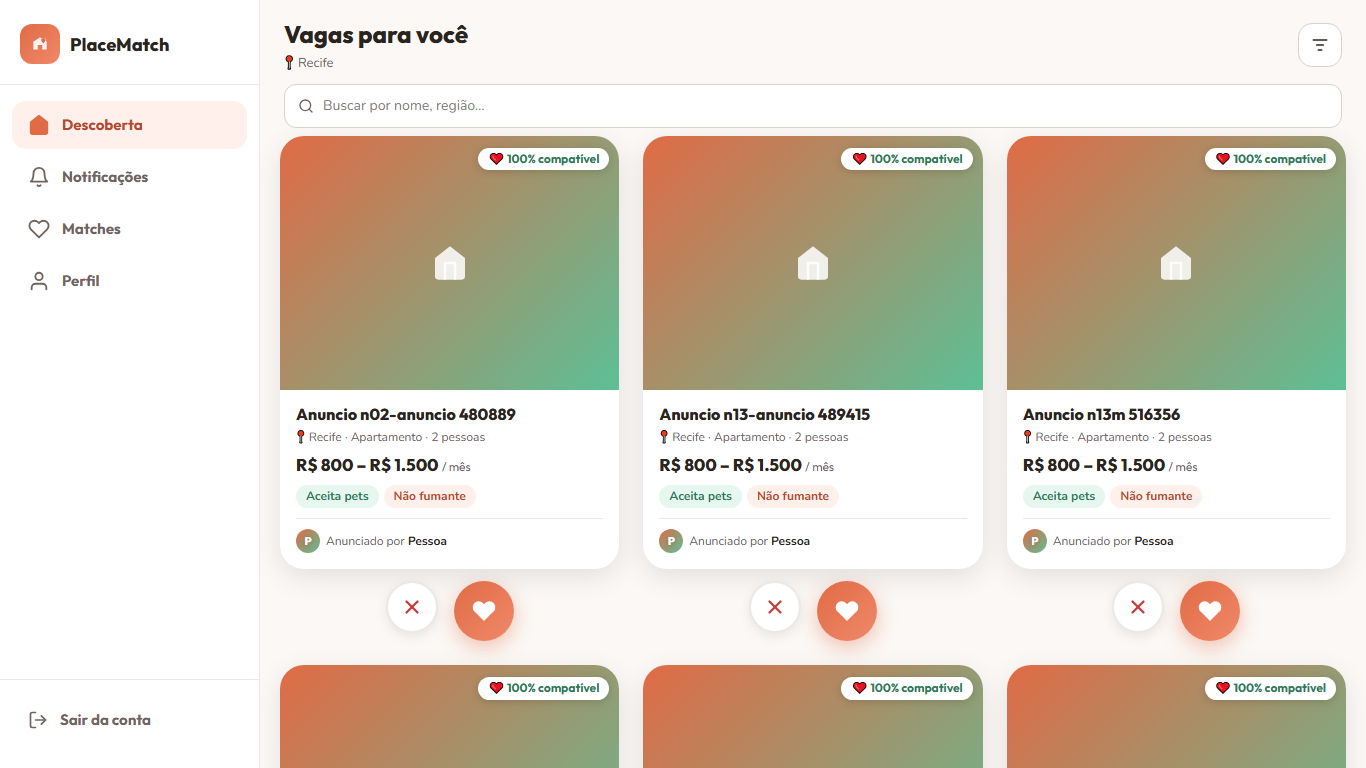 PlaceMatch
Descoberta
Notificações
Matches
Perfil
Sair da conta
Vagas para você
Recife
Buscar por nome, região...
100% compatível
100% compatível
100% compatível
Anuncio n02-anuncio 480889
Recife · Apartamento · 2 pessoas
R$ 800 – R$ 1.500 / mês
Aceita pets Não fumante
P Anunciado por Pessoa
Anuncio n13-anuncio 489415
Recife · Apartamento · 2 pessoas
R$ 800 – R$ 1.500 / mês
Aceita pets Não fumante
P Anunciado por Pessoa
Anuncio n13m 516356
Recife · Apartamento · 2 pessoas
R$ 800 – R$ 1.500 / mês
Aceita pets Não fumante
P Anunciado por Pessoa
100% compatível
100% compatível
100% compatível